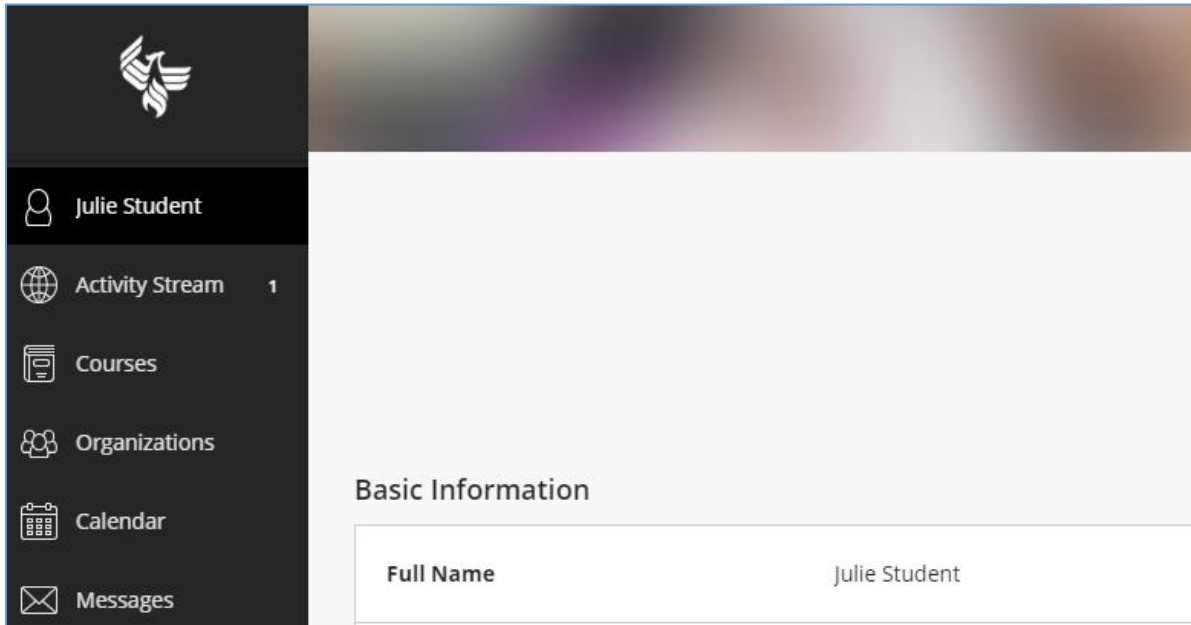 Julie Student
Activity Stream 1
Courses
Organizations
Calendar
Messages
Basic Information
Full Name Julie Student